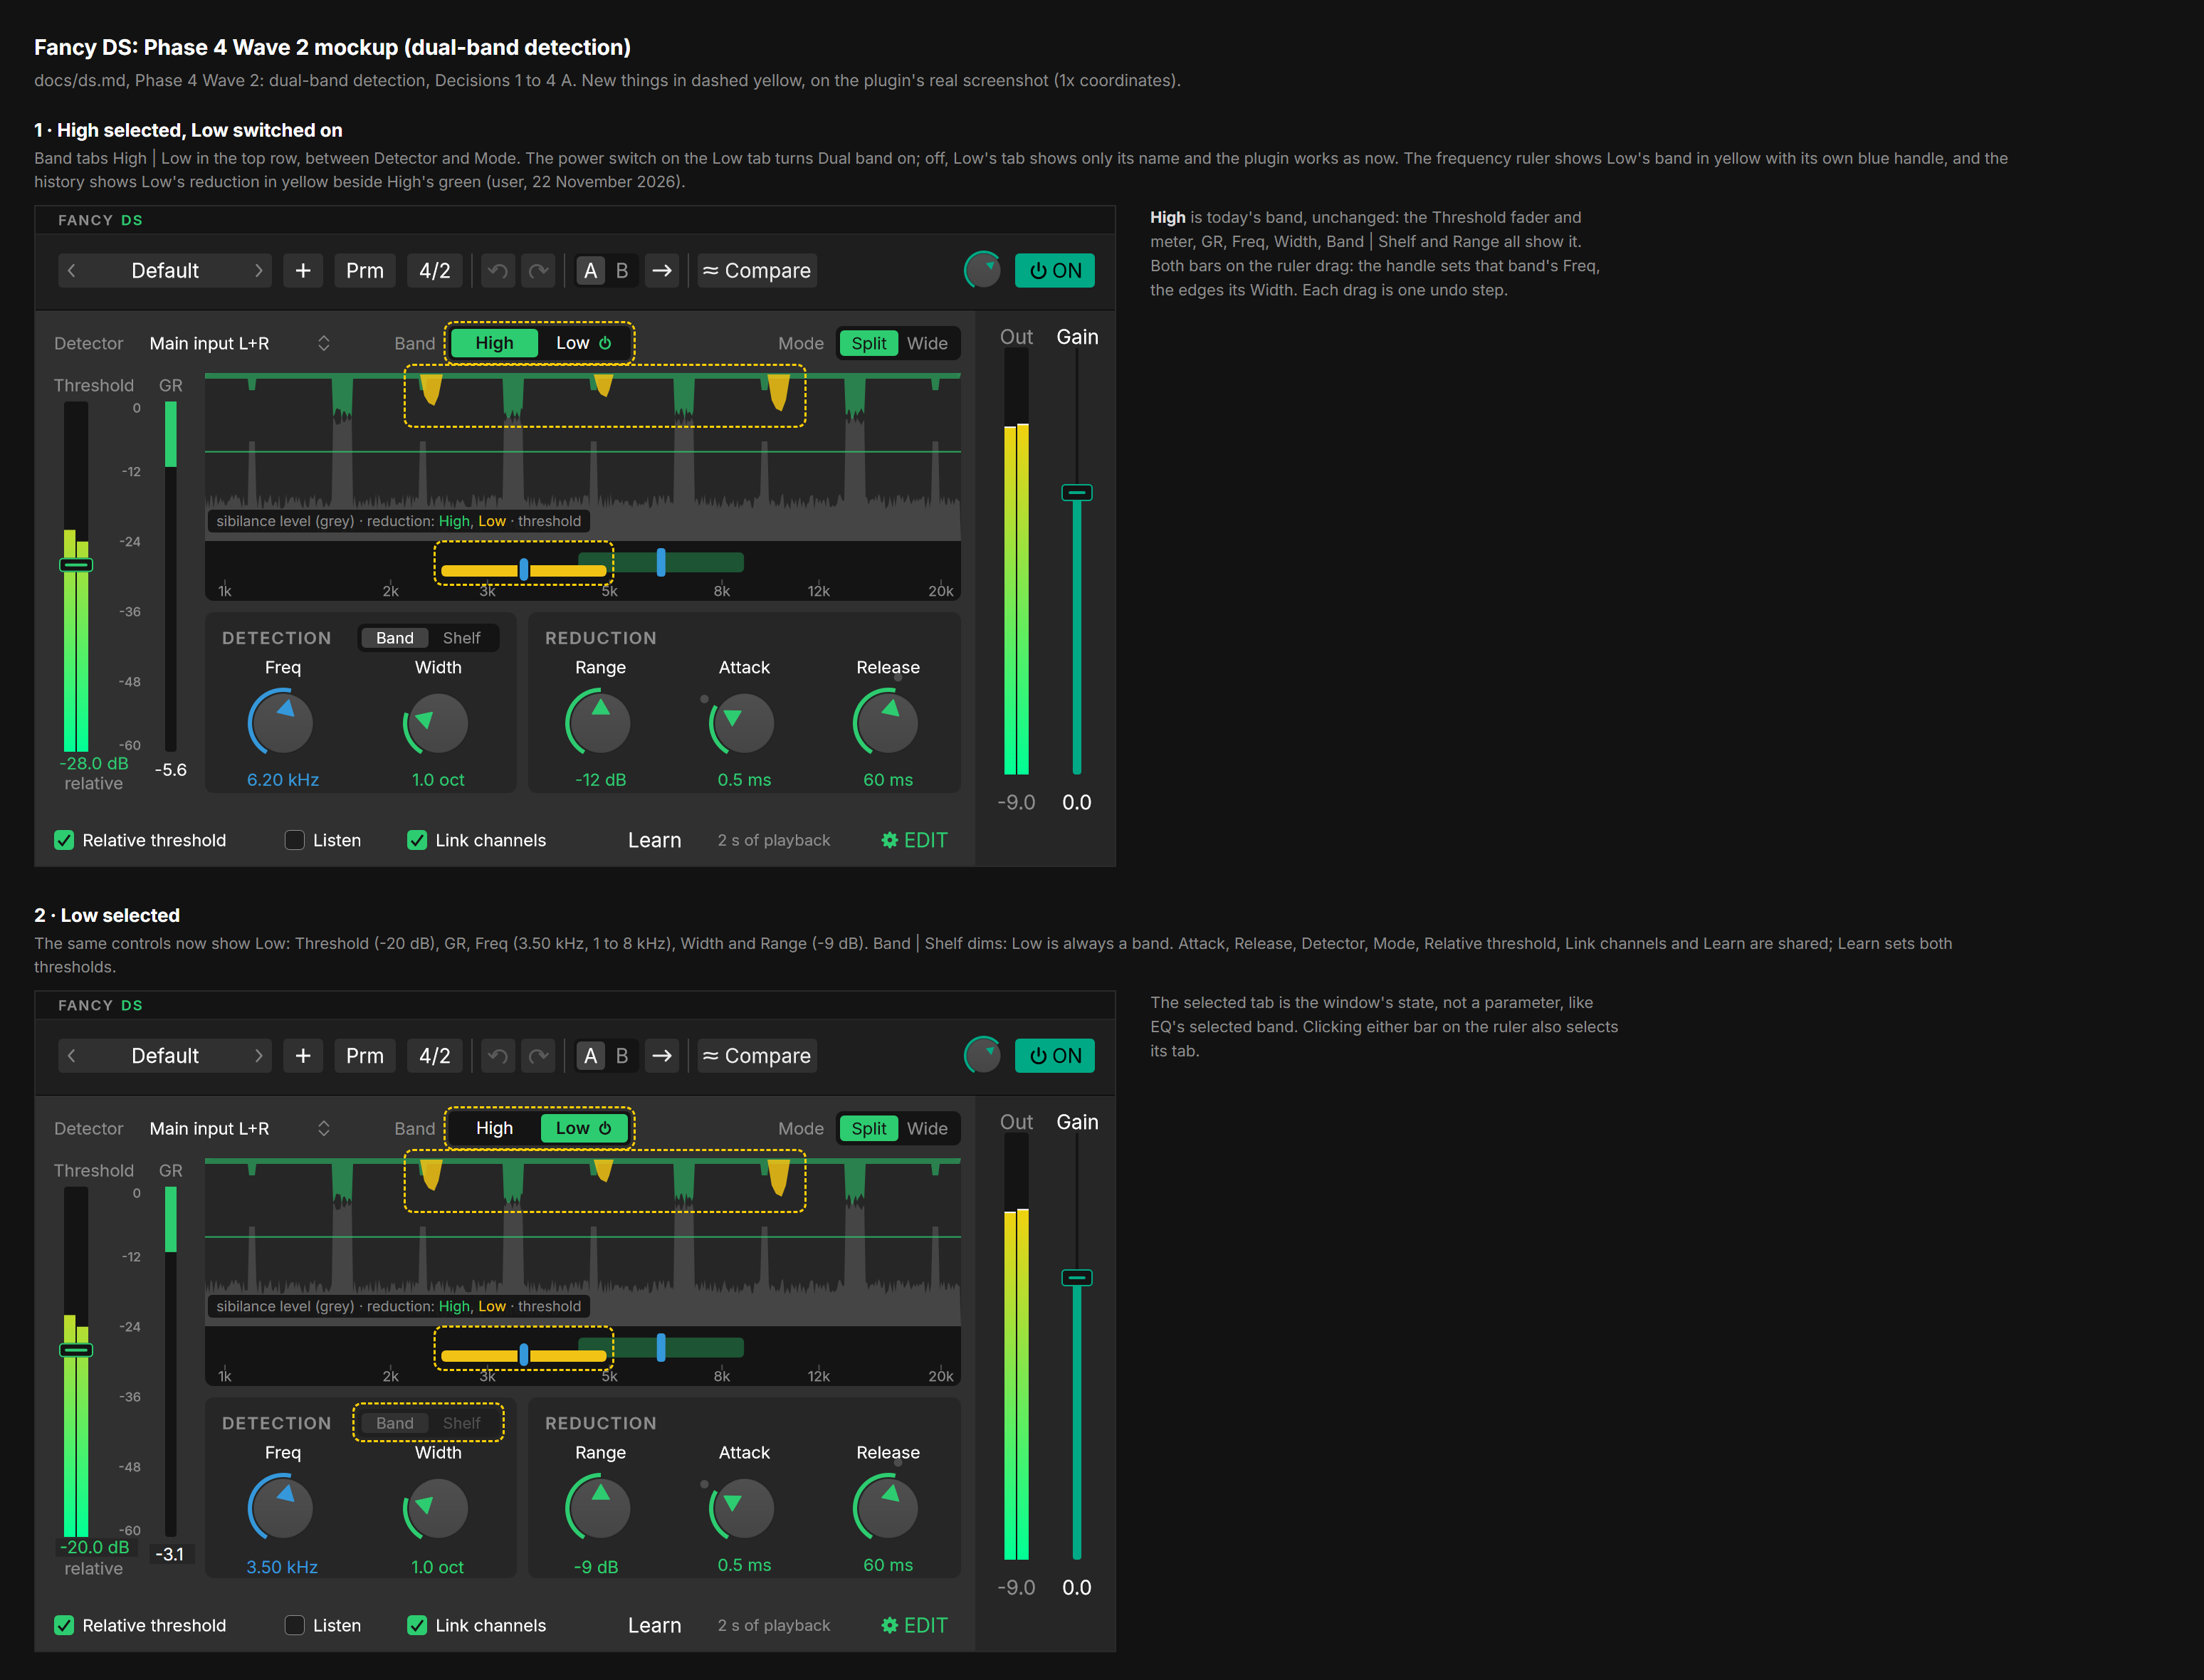 Fancy DS: Phase 4 Wave 2 mockup (dual-band detection)
docs/ds.md, Phase 4 Wave 2: dual-band detection, Decisions 1 to 4 A. New things in dashed yellow, on the plugin's real screenshot (1x coordinates).
1 · High selected, Low switched on
Band tabs High | Low in the top row, between Detector and Mode. The power switch on the Low tab turns Dual band on; off, Low's tab shows only its name and the plugin works as now. The frequency ruler shows Low's band in yellow with its own blue handle, and the
history shows Low's reduction in yellow beside High's green (user, 22 November 2026).
FANCY DS
Default
+
Prm
4/2
A B
≈ Compare
ON
Detector Main input L+R
Band High Low
Mode Split Wide
Out Gain
Threshold GR
0
-12
-24
-36
-48
-60
-28.0 dB
relative
-5.6
sibilance level (grey) · reduction: High, Low · threshold
1k 2k 3k 5k 8k 12k 20k
DETECTION Band Shelf
REDUCTION
Freq Width Range Attack Release
6.20 kHz 1.0 oct -12 dB 0.5 ms 60 ms
-9.0 0.0
Relative threshold Listen Link channels Learn 2 s of playback EDIT
High is today's band, unchanged: the Threshold fader and
meter, GR, Freq, Width, Band | Shelf and Range all show it.
Both bars on the ruler drag: the handle sets that band's Freq,
the edges its Width. Each drag is one undo step.
2 · Low selected
The same controls now show Low: Threshold (-20 dB), GR, Freq (3.50 kHz, 1 to 8 kHz), Width and Range (-9 dB). Band | Shelf dims: Low is always a band. Attack, Release, Detector, Mode, Relative threshold, Link channels and Learn are shared; Learn sets both
thresholds.
FANCY DS
Default
+
Prm
4/2
A B
≈ Compare
ON
Detector Main input L+R
Band High Low
Mode Split Wide
Out Gain
Threshold GR
0
-12
-24
-36
-48
-60
-20.0 dB
relative
-3.1
sibilance level (grey) · reduction: High, Low · threshold
1k 2k 3k 5k 8k 12k 20k
DETECTION Band Shelf
REDUCTION
Freq Width Range Attack Release
3.50 kHz 1.0 oct -9 dB 0.5 ms 60 ms
-9.0 0.0
Relative threshold Listen Link channels Learn 2 s of playback EDIT
The selected tab is the window's state, not a parameter, like
EQ's selected band. Clicking either bar on the ruler also selects
its tab.